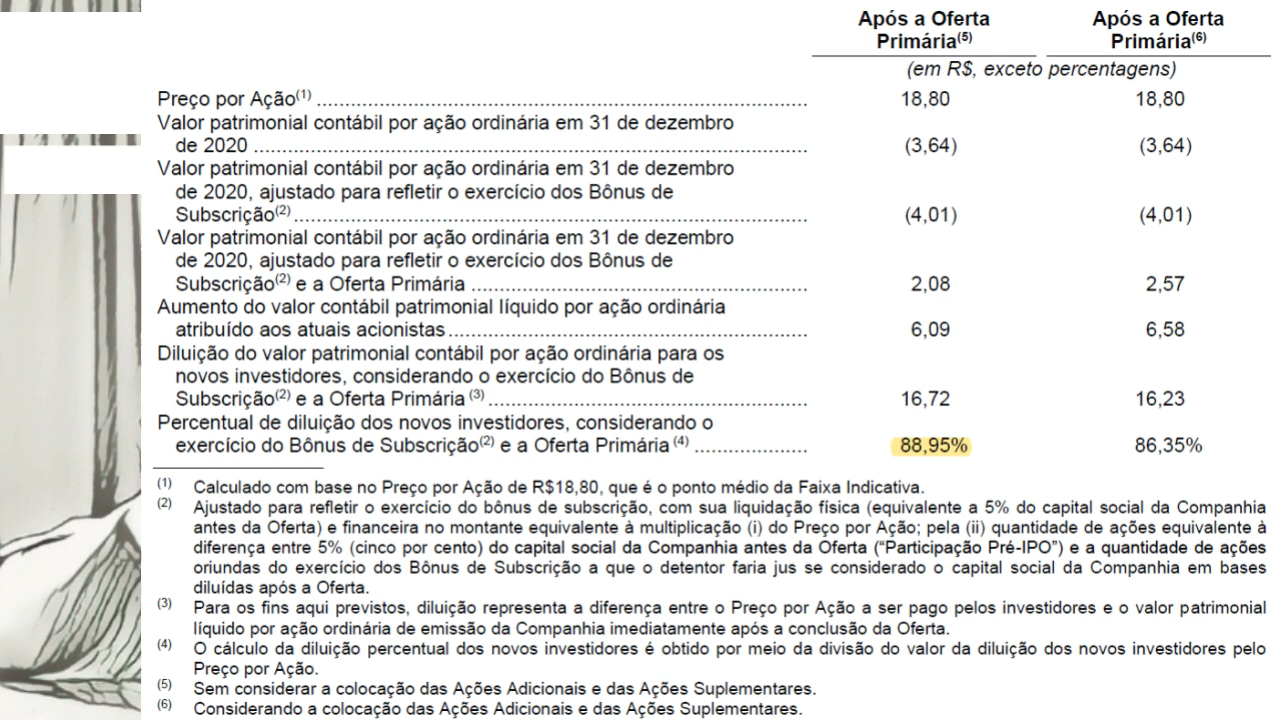 Após a Oferta Primária(5) Após a Oferta Primária(6)
(em R$, exceto percentagens)
Preço por Ação(1) ........ 18,80 18,80
Valor patrimonial contábil por ação ordinária em 31 de dezembro
de 2020 ........ (3,64) (3,64)
Valor patrimonial contábil por ação ordinária em 31 de dezembro
de 2020, ajustado para refletir o exercício dos Bônus de
Subscrição(2) ........ (4,01) (4,01)
Valor patrimonial contábil por ação ordinária em 31 de dezembro
de 2020, ajustado para refletir o exercício dos Bônus de
Subscrição(2) e a Oferta Primária ........ 2,08 2,57
Aumento do valor contábil patrimonial líquido por ação ordinária
atribuído aos atuais acionistas ........ 6,09 6,58
Diluição do valor patrimonial contábil por ação ordinária para os
novos investidores, considerando o exercício do Bônus de
Subscrição(2) e a Oferta Primária (3) ........ 16,72 16,23
Percentual de diluição dos novos investidores, considerando o
exercício do Bônus de Subscrição(2) e a Oferta Primária (4) ........ 88,95% 86,35%
(1) Calculado com base no Preço por Ação de R$18,80, que é o ponto médio da Faixa Indicativa.
(2) Ajustado para refletir o exercício do bônus de subscrição, com sua liquidação física (equivalente a 5% do capital social da Companhia
antes da Oferta) e financeira no montante equivalente à multiplicação (i) do Preço por Ação; pela (ii) quantidade de ações equivalente à
diferença entre 5% (cinco por cento) do capital social da Companhia antes da Oferta (“Participação Pré-IPO”) e a quantidade de ações
oriundas do exercício dos Bônus de Subscrição a que o detentor faria jus se considerado o capital social da Companhia em bases
diluídas após a Oferta.
(3) Para os fins aqui previstos, diluição representa a diferença entre o Preço por Ação a ser pago pelos investidores e o valor patrimonial
líquido por ação ordinária de emissão da Companhia imediatamente após a conclusão da Oferta.
(4) O cálculo da diluição percentual dos novos investidores é obtido por meio da divisão do valor da diluição dos novos investidores pelo
Preço por Ação.
(5) Sem considerar a colocação das Ações Adicionais e das Ações Suplementares.
(6) Considerando a colocação das Ações Adicionais e das Ações Suplementares.